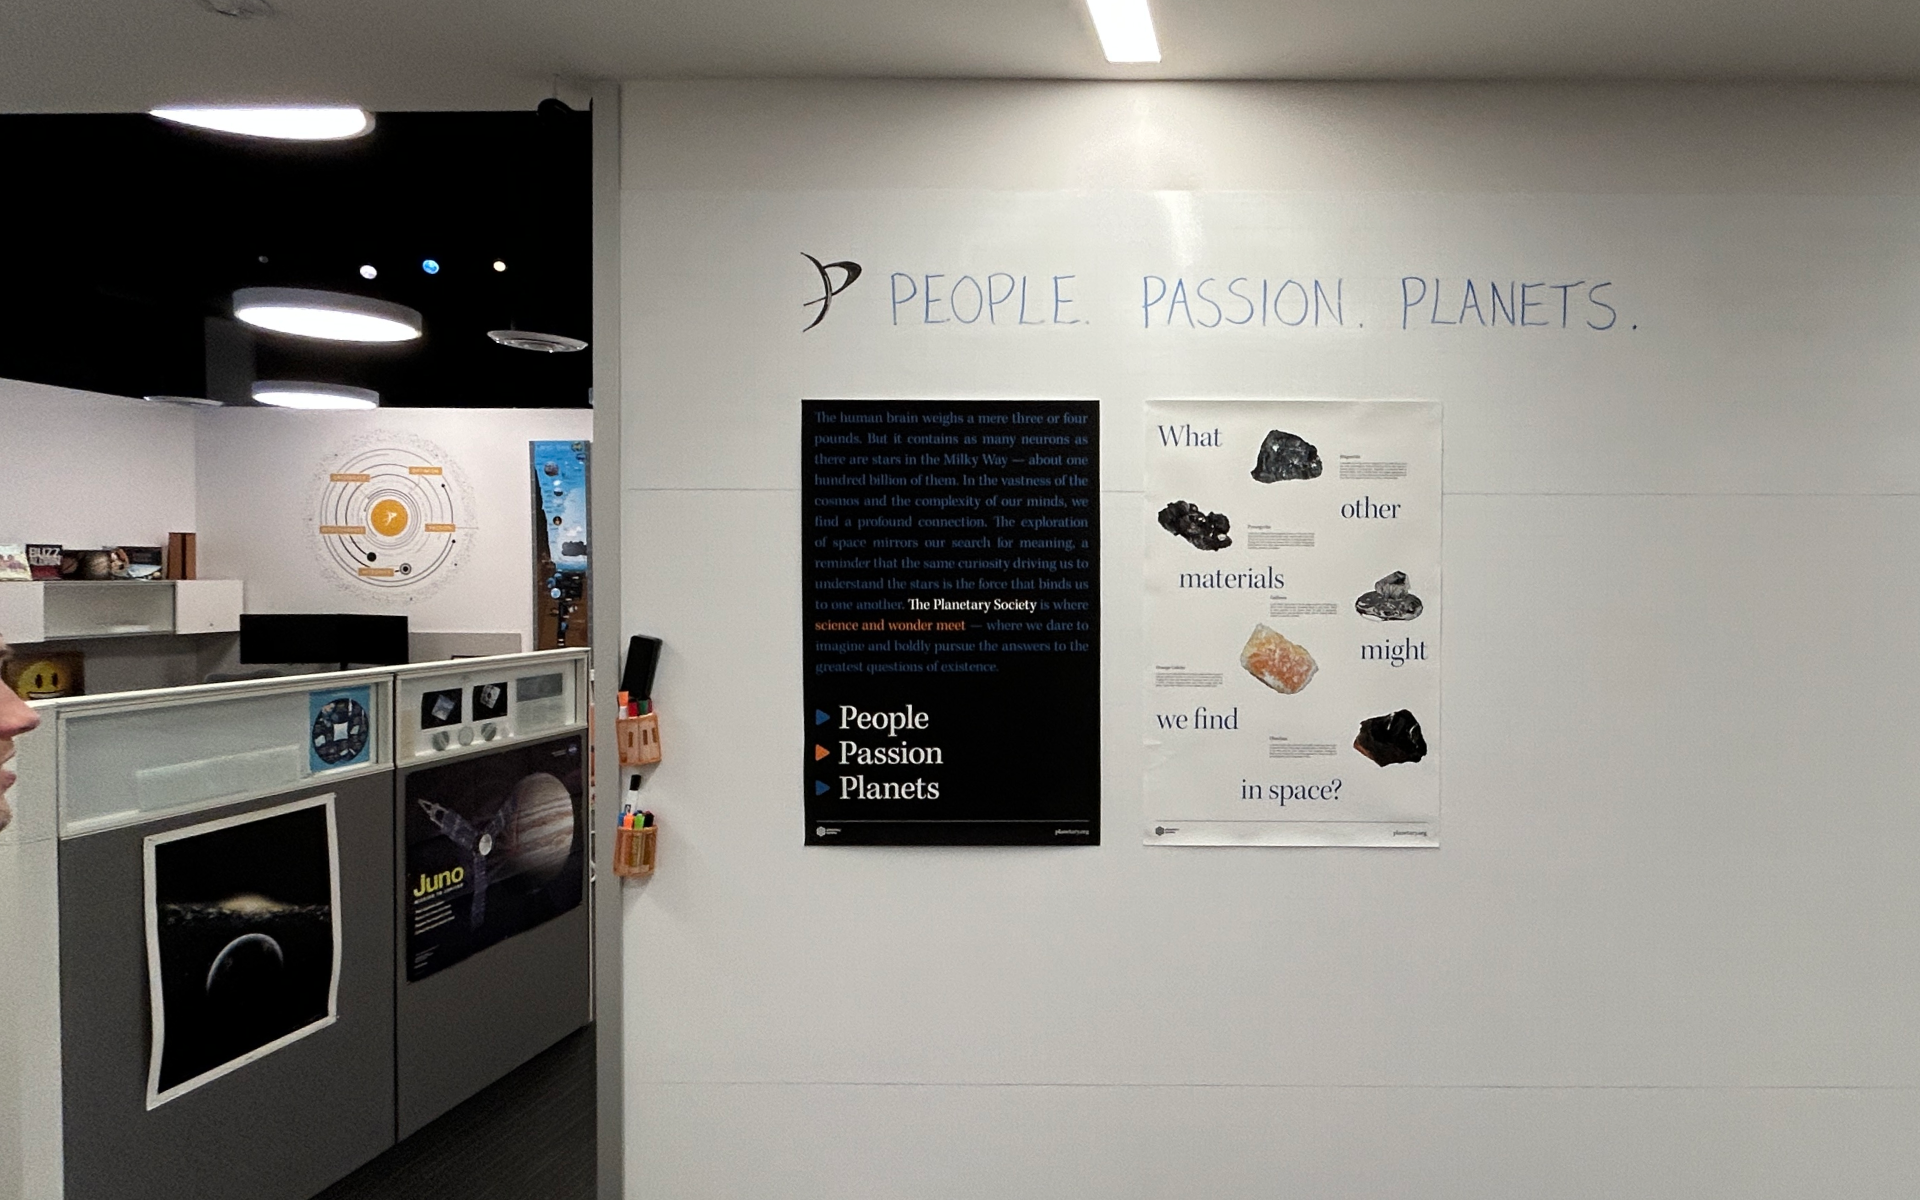 PEOPLE. PASSION. PLANETS.
The human brain weighs a mere three or four
pounds. But it contains as many neurons as
there are stars in the Milky Way — about one
hundred billion of them. In the vastness of the
cosmos and the complexity of our minds, we
find a profound connection. The exploration
of space mirrors our search for meaning, a
reminder that the same curiosity driving us to
understand the stars is the force that binds us
to one another. The Planetary Society is where
science and wonder meet — where we dare to
imagine and boldly pursue the answers to the
greatest questions of existence.
People
Passion
Planets
planetary.org
What
other
materials
might
we find
in space?
planetary.org
BUZZ
Juno
MISSION TO JUPITER